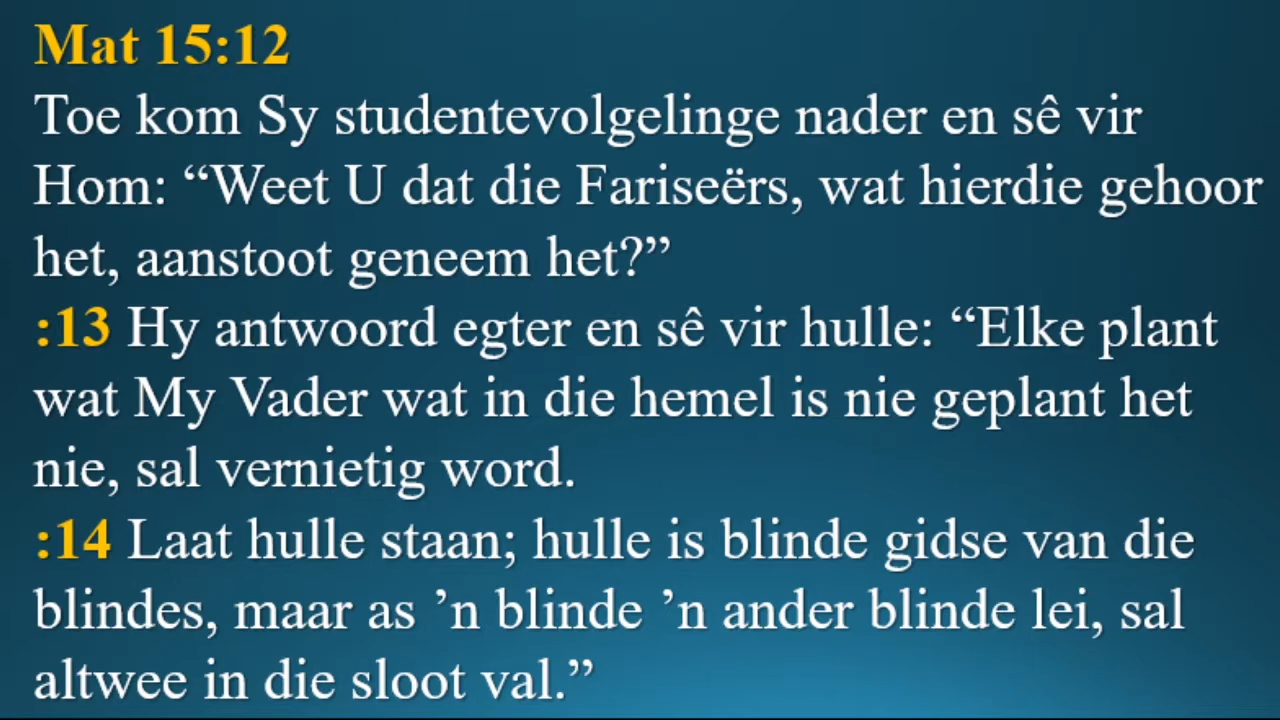 Mat 15:12
Toe kom Sy studentevolgelinge nader en sê vir
Hom: “Weet U dat die Fariseërs, wat hierdie gehoor
het, aanstoot geneem het?”
:13 Hy antwoord egter en sê vir hulle: “Elke plant
wat My Vader wat in die hemel is nie geplant het
nie, sal vernietig word.
:14 Laat hulle staan; hulle is blinde gidse van die
blindes, maar as ’n blinde ’n ander blinde lei, sal
altwee in die sloot val.”